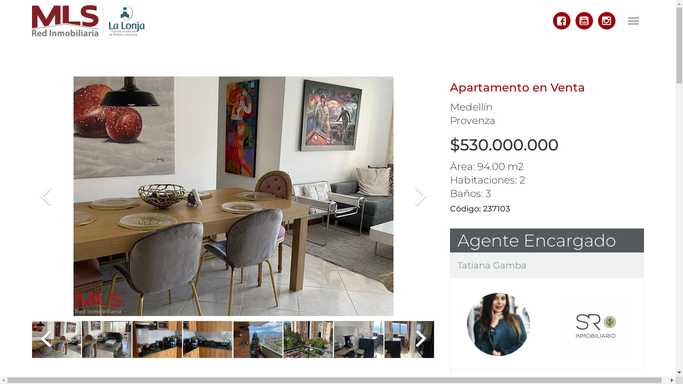 MLS
Red Inmobiliaria
La Lonja
Apartamento en Venta
Medellín
Provenza
$530.000.000
Área: 94.00 m2
Habitaciones: 2
Baños: 3
Código: 237103
Agente Encargado
Tatiana Gamba
MLS
Red Inmobiliaria
SR
INMOBILIARIO